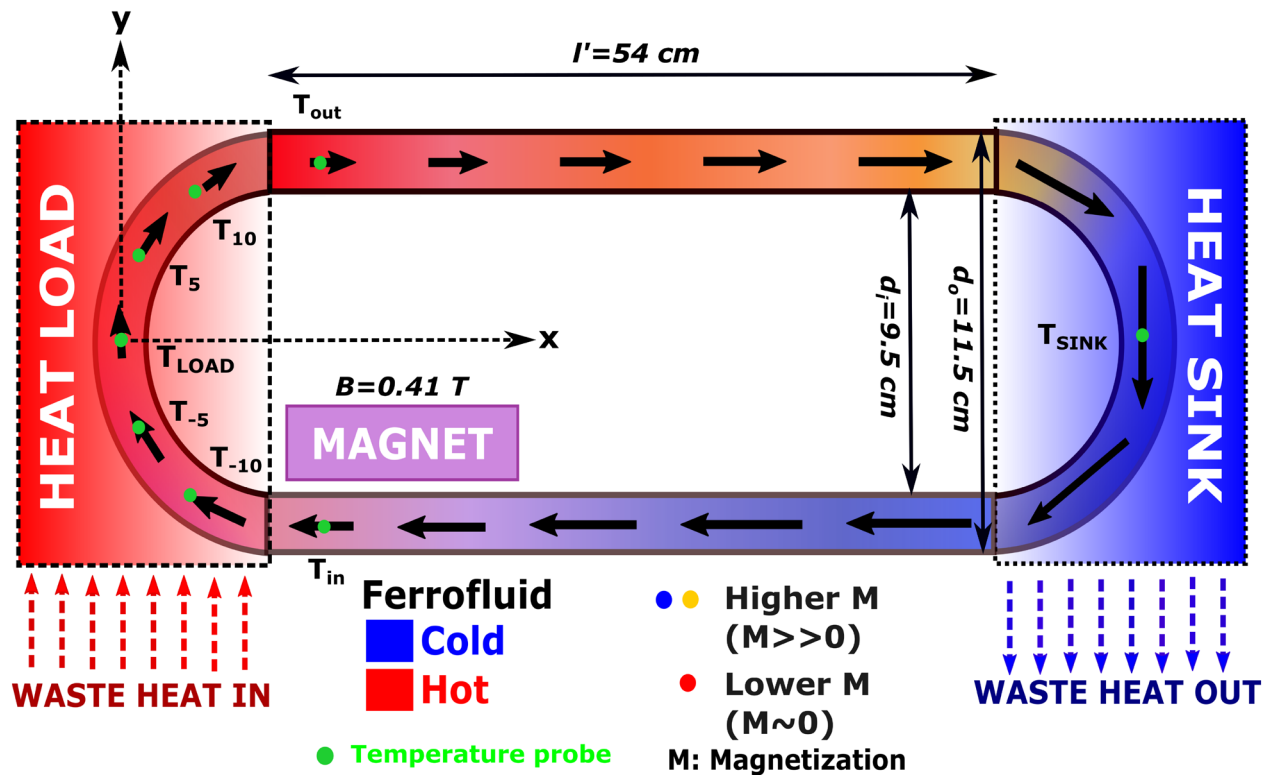 y
l'=54 cm
T_out
HEAT LOAD
T_10
T_5
x
T_LOAD
T_-5
T_-10
B=0.41 T
MAGNET
d_i=9.5 cm
d_o=11.5 cm
T_SINK
HEAT SINK
T_in
WASTE HEAT IN
Ferrofluid
Cold
Hot
Temperature probe
Higher M
(M>>0)
Lower M
(M~0)
M: Magnetization
WASTE HEAT OUT